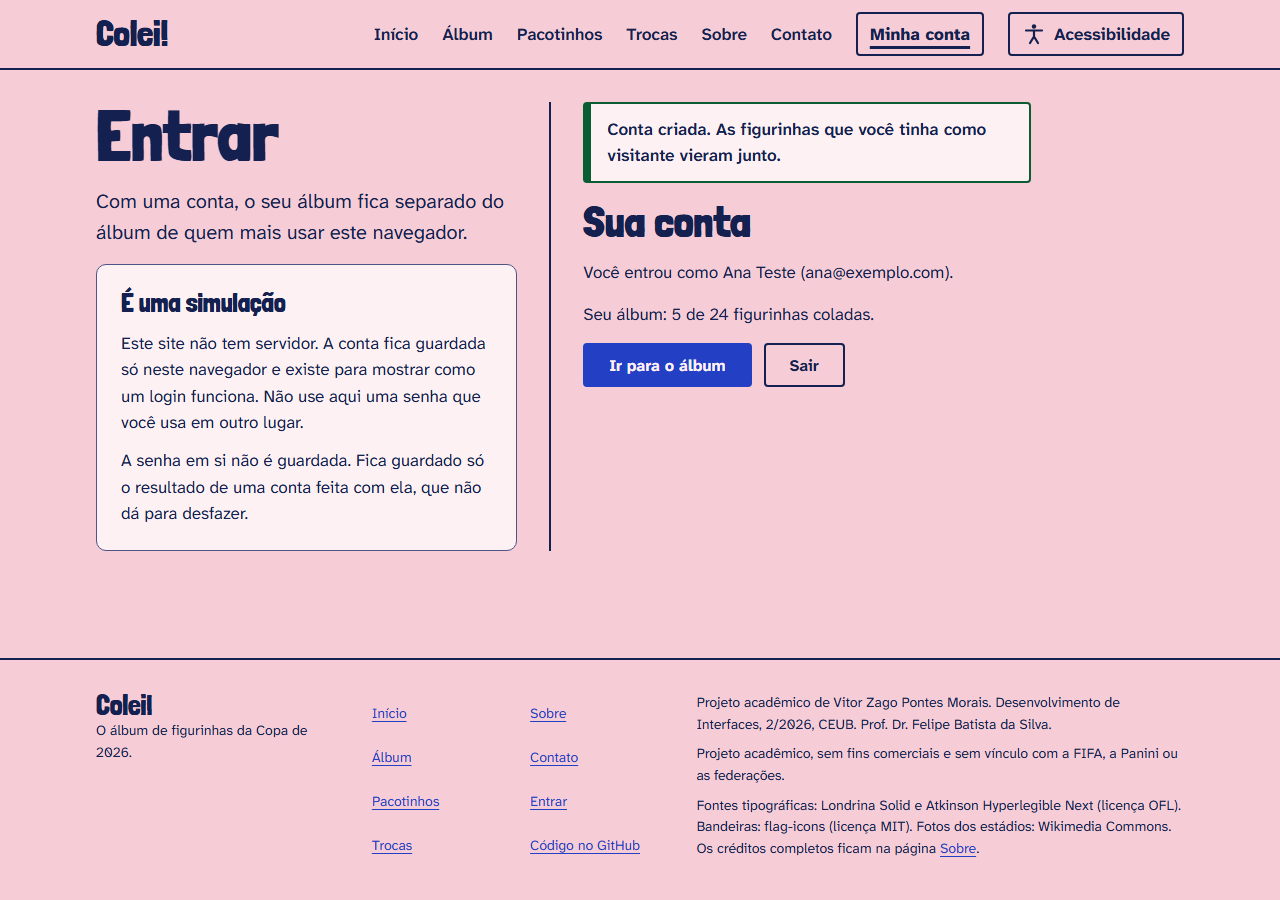 Colei!
Início
Álbum
Pacotinhos
Trocas
Sobre
Contato
Minha conta
Acessibilidade
Entrar
Com uma conta, o seu álbum fica separado do
álbum de quem mais usar este navegador.
É uma simulação
Este site não tem servidor. A conta fica guardada
só neste navegador e existe para mostrar como
um login funciona. Não use aqui uma senha que
você usa em outro lugar.
A senha em si não é guardada. Fica guardado só
o resultado de uma conta feita com ela, que não
dá para desfazer.
Conta criada. As figurinhas que você tinha como
visitante vieram junto.
Sua conta
Você entrou como Ana Teste (ana@exemplo.com).
Seu álbum: 5 de 24 figurinhas coladas.
Ir para o álbum
Sair
Colei!
O álbum de figurinhas da Copa de
2026.
Início
Álbum
Pacotinhos
Trocas
Sobre
Contato
Entrar
Código no GitHub
Projeto acadêmico de Vitor Zago Pontes Morais. Desenvolvimento de
Interfaces, 2/2026, CEUB. Prof. Dr. Felipe Batista da Silva.
Projeto acadêmico, sem fins comerciais e sem vínculo com a FIFA, a Panini ou
as federações.
Fontes tipográficas: Londrina Solid e Atkinson Hyperlegible Next (licença OFL).
Bandeiras: flag-icons (licença MIT). Fotos dos estádios: Wikimedia Commons.
Os créditos completos ficam na página Sobre.